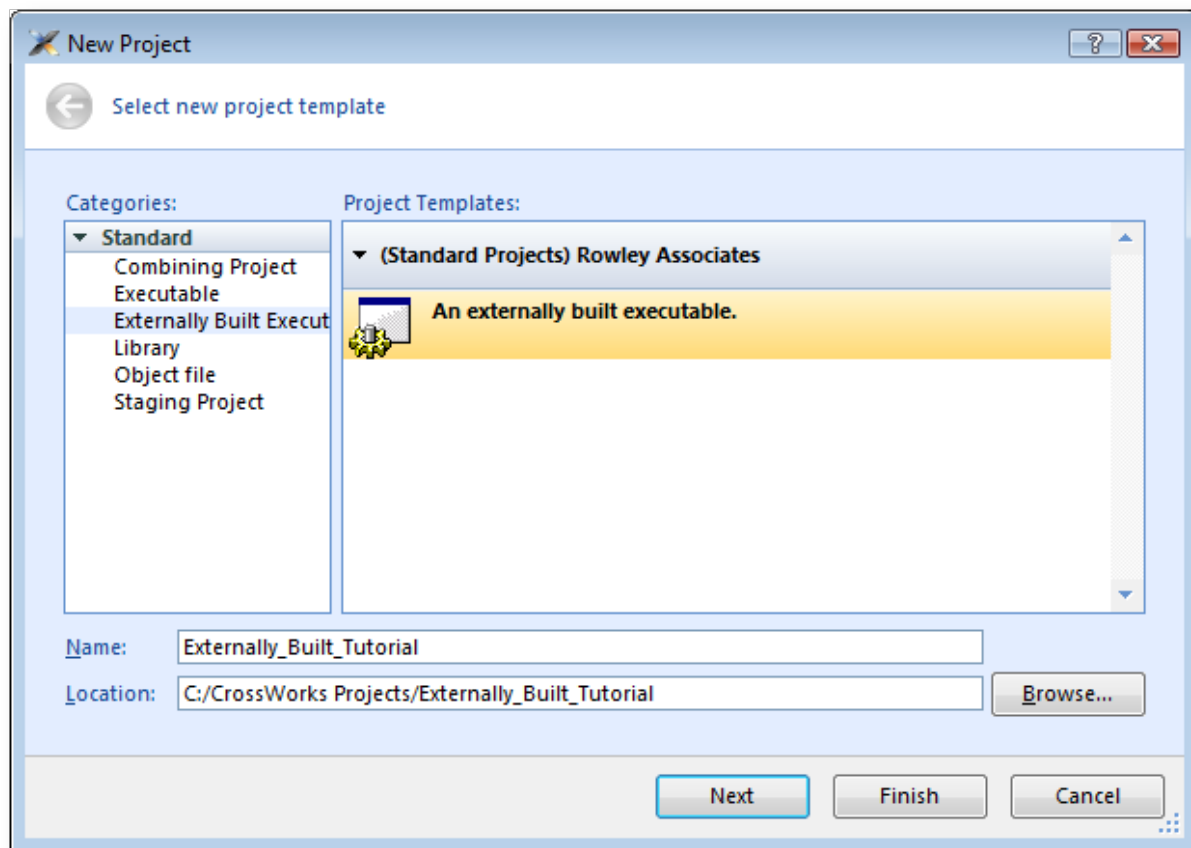 New Project
Select new project template
Categories:
Project Templates:
Standard
Combining Project
Executable
Externally Built Execut
Library
Object file
Staging Project
(Standard Projects) Rowley Associates
An externally built executable.
Name:
Externally_Built_Tutorial
Location:
C:/CrossWorks Projects/Externally_Built_Tutorial
Browse...
Next
Finish
Cancel